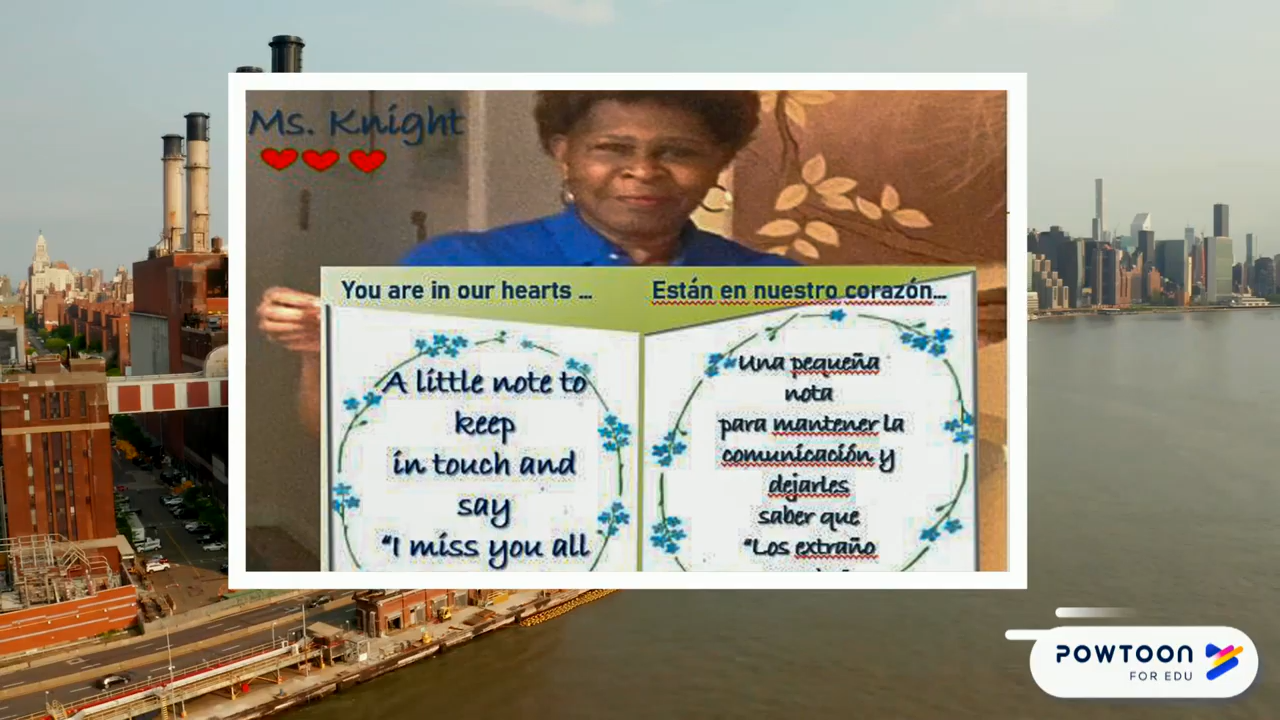 Ms. Knight
You are in our hearts ...
Están en nuestro corazón...
A little note to
keep
in touch and
say
“I miss you all
Una pequeña
nota
para mantener la
comunicación y
dejarles
saber que
“Los extraño
POWTOON
FOR EDU